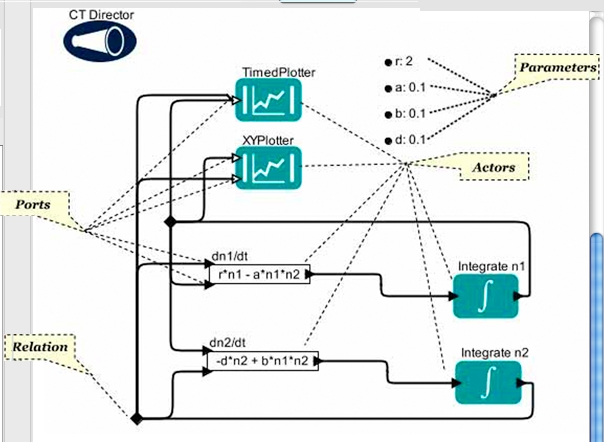 CT Director
TimedPlotter
r: 2
Parameters
a: 0.1
b: 0.1
d: 0.1
XYPlotter
Actors
Ports
dn1/dt
r*n1 - a*n1*n2
Integrate n1
∫
Relation
dn2/dt
-d*n2 + b*n1*n2
Integrate n2
∫